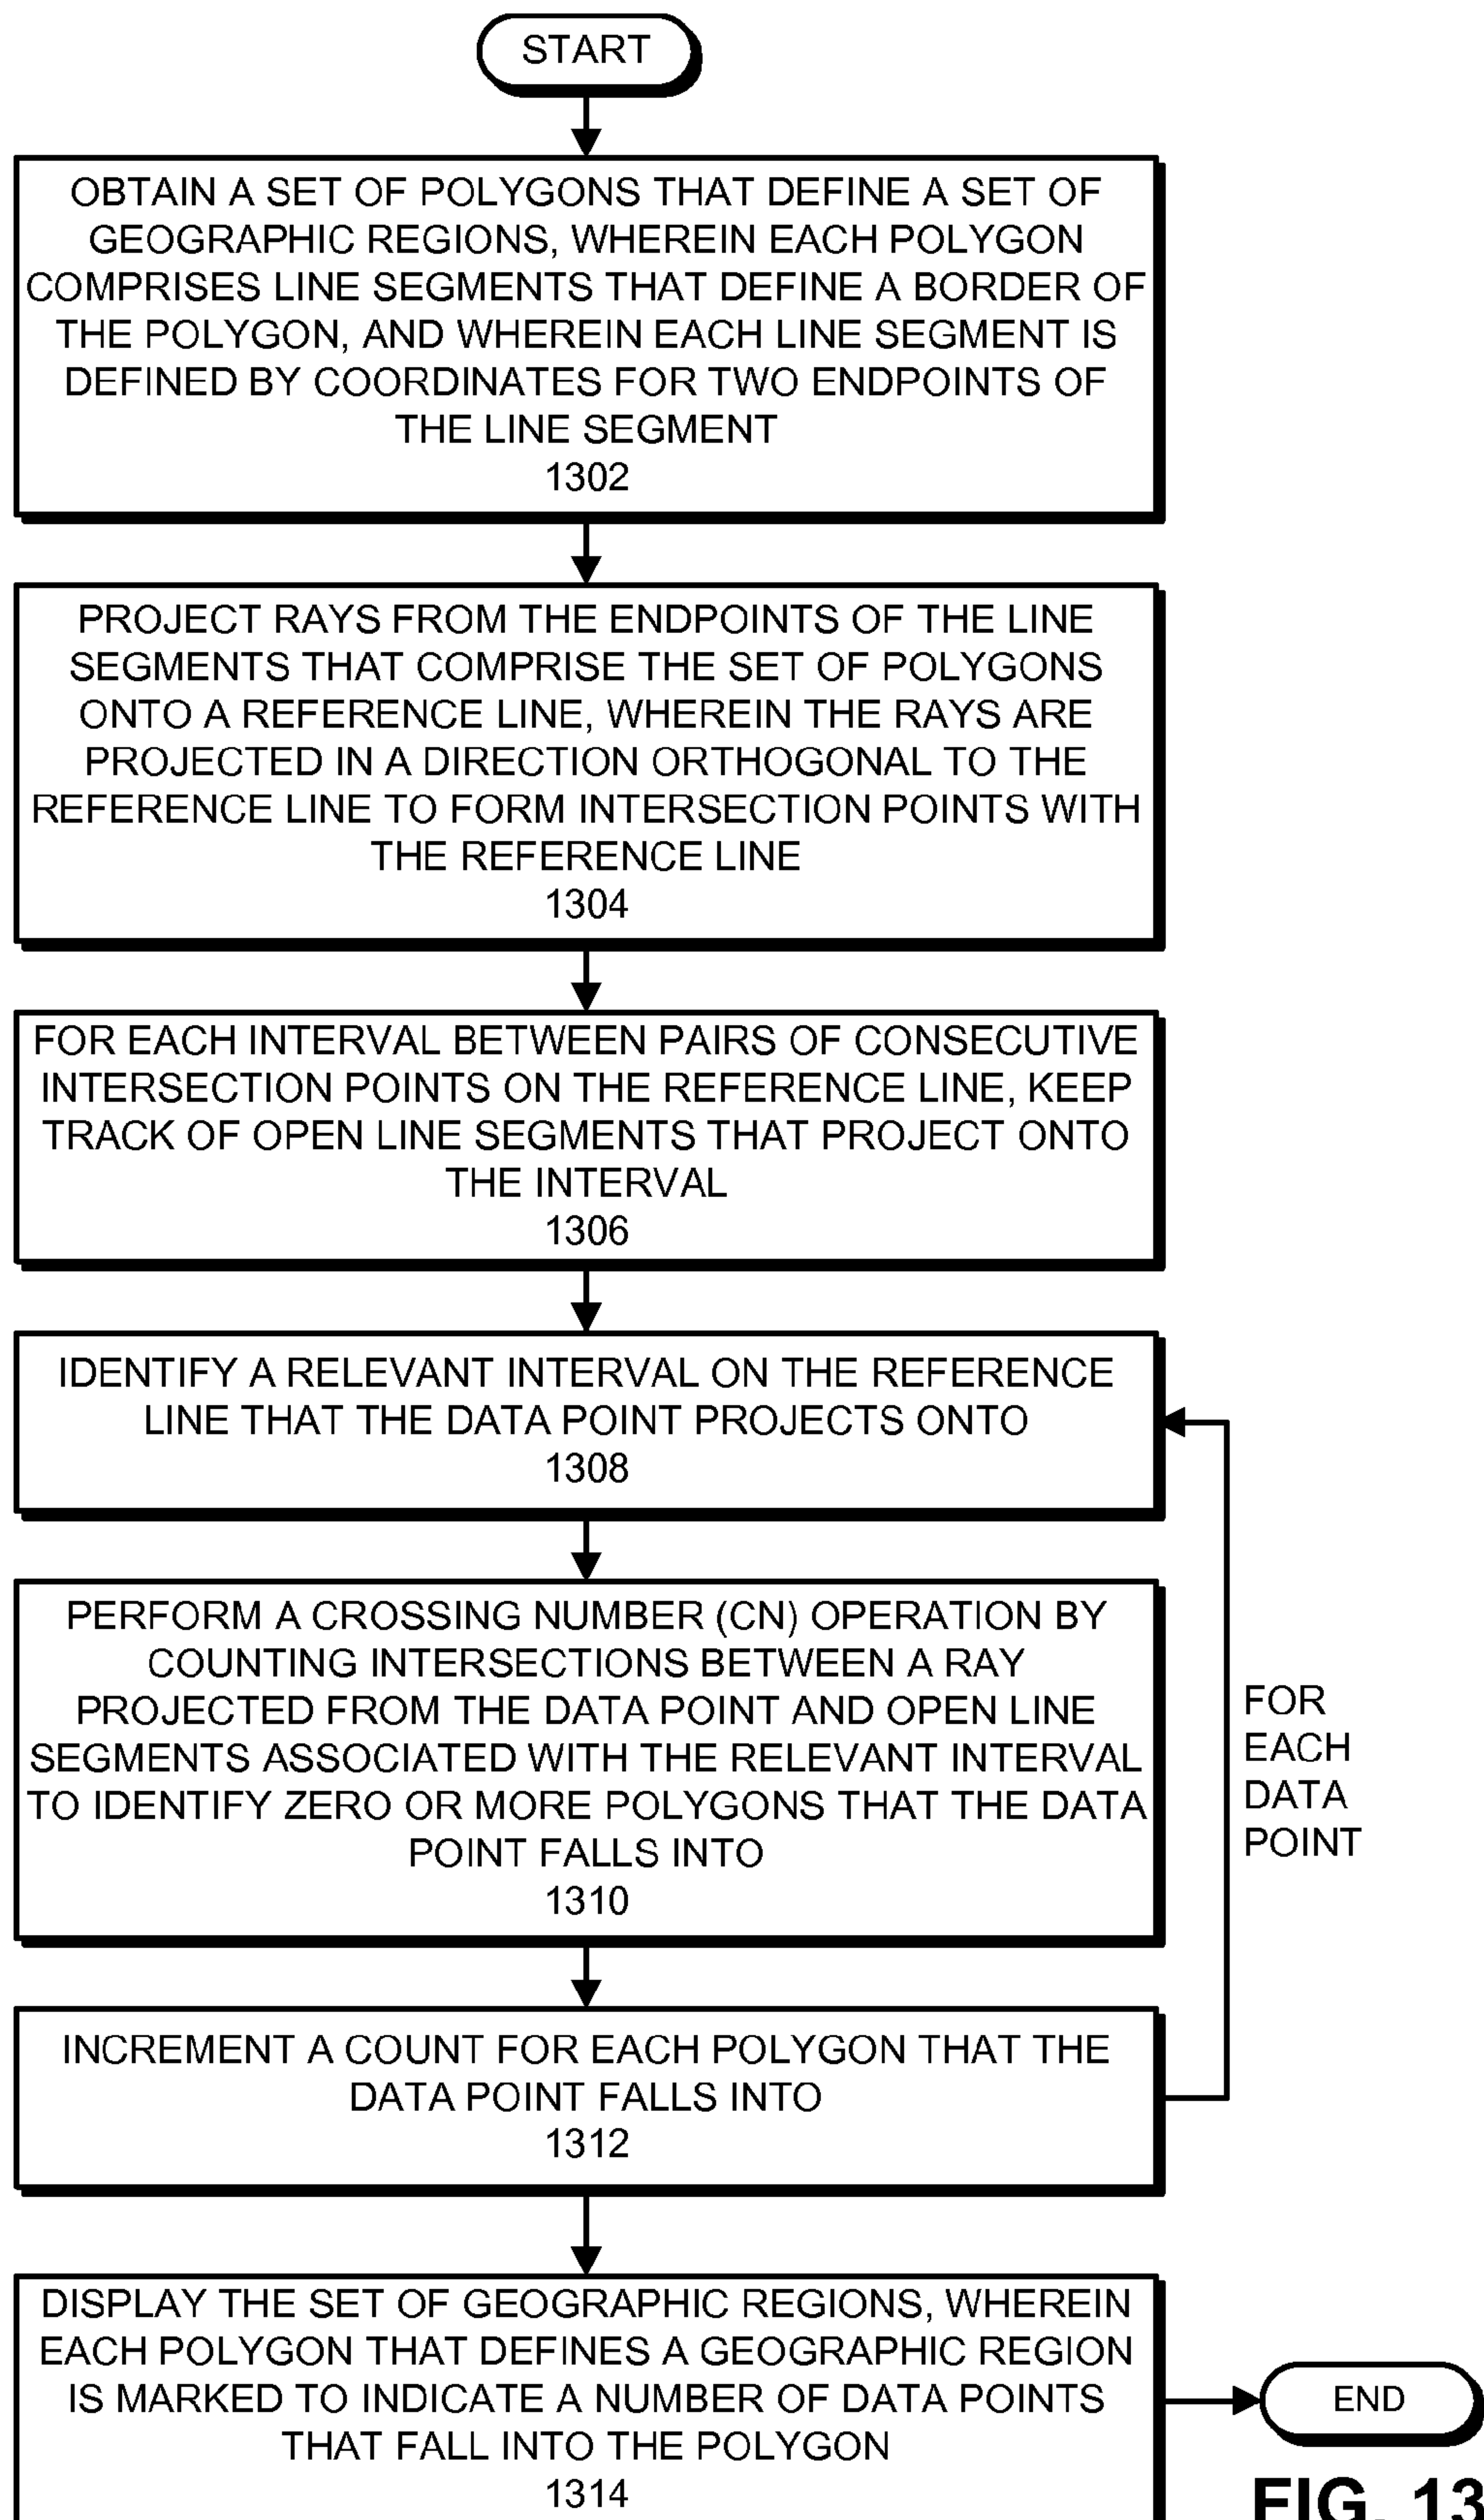 START
OBTAIN A SET OF POLYGONS THAT DEFINE A SET OF
GEOGRAPHIC REGIONS, WHEREIN EACH POLYGON
COMPRISES LINE SEGMENTS THAT DEFINE A BORDER OF
THE POLYGON, AND WHEREIN EACH LINE SEGMENT IS
DEFINED BY COORDINATES FOR TWO ENDPOINTS OF
THE LINE SEGMENT
1302
PROJECT RAYS FROM THE ENDPOINTS OF THE LINE
SEGMENTS THAT COMPRISE THE SET OF POLYGONS
ONTO A REFERENCE LINE, WHEREIN THE RAYS ARE
PROJECTED IN A DIRECTION ORTHOGONAL TO THE
REFERENCE LINE TO FORM INTERSECTION POINTS WITH
THE REFERENCE LINE
1304
FOR EACH INTERVAL BETWEEN PAIRS OF CONSECUTIVE
INTERSECTION POINTS ON THE REFERENCE LINE, KEEP
TRACK OF OPEN LINE SEGMENTS THAT PROJECT ONTO
THE INTERVAL
1306
IDENTIFY A RELEVANT INTERVAL ON THE REFERENCE
LINE THAT THE DATA POINT PROJECTS ONTO
1308
PERFORM A CROSSING NUMBER (CN) OPERATION BY
COUNTING INTERSECTIONS BETWEEN A RAY
PROJECTED FROM THE DATA POINT AND OPEN LINE
SEGMENTS ASSOCIATED WITH THE RELEVANT INTERVAL
TO IDENTIFY ZERO OR MORE POLYGONS THAT THE DATA
POINT FALLS INTO
1310
FOR
EACH
DATA
POINT
INCREMENT A COUNT FOR EACH POLYGON THAT THE
DATA POINT FALLS INTO
1312
DISPLAY THE SET OF GEOGRAPHIC REGIONS, WHEREIN
EACH POLYGON THAT DEFINES A GEOGRAPHIC REGION
IS MARKED TO INDICATE A NUMBER OF DATA POINTS
THAT FALL INTO THE POLYGON
1314
END
FIG. 13